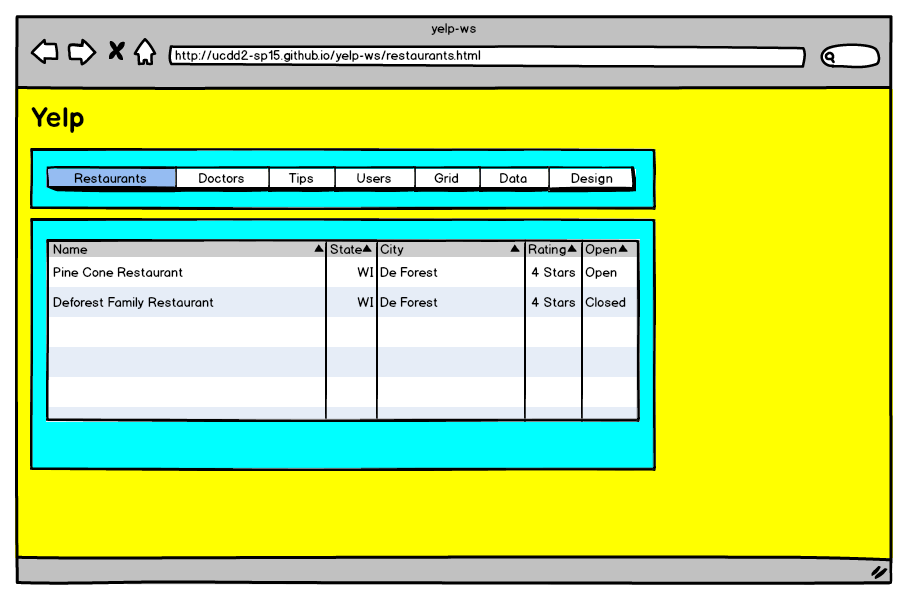 yelp-ws
http://ucdd2-sp15.github.io/yelp-ws/restaurants.html
Yelp
Restaurants Doctors Tips Users Grid Data Design
Name State City Rating Open
Pine Cone Restaurant WI De Forest 4 Stars Open
Deforest Family Restaurant WI De Forest 4 Stars Closed